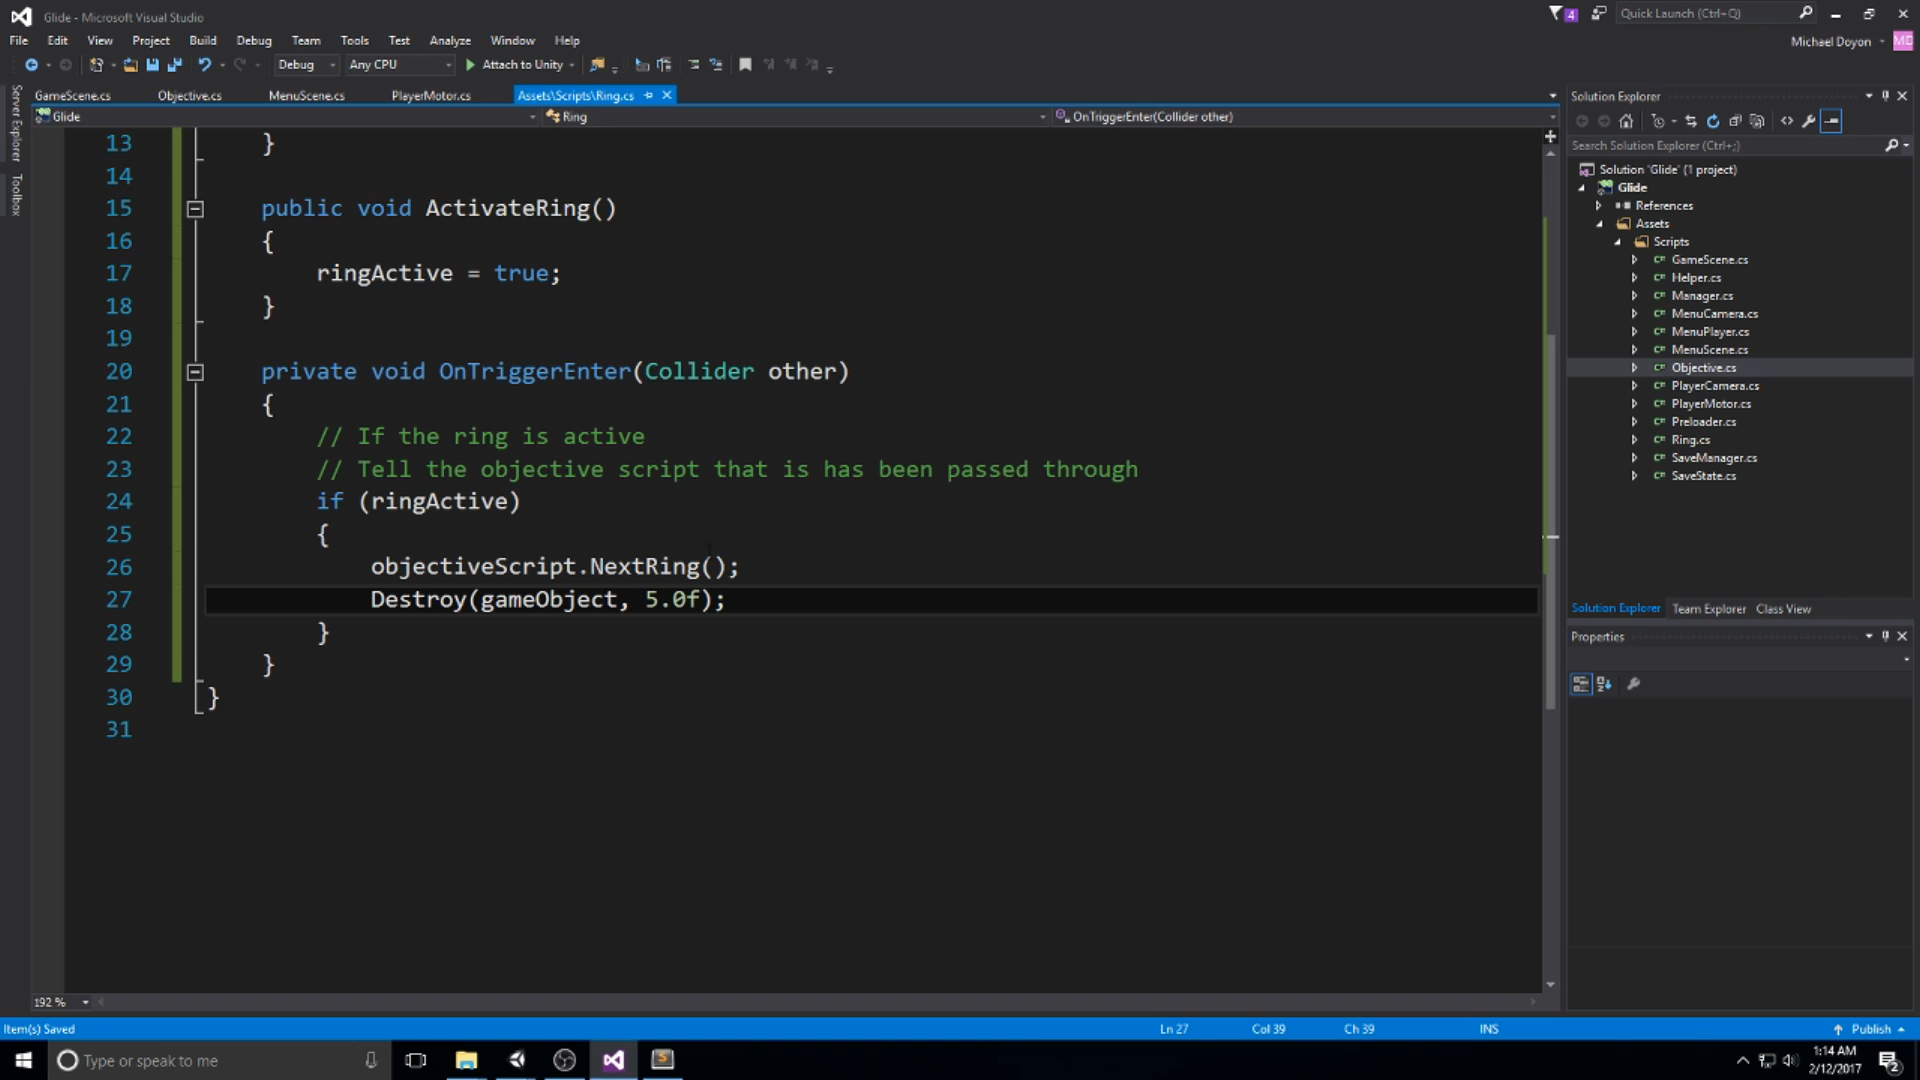 Glide - Microsoft Visual Studio
4
Quick Launch (Ctrl+Q)
File Edit View Project Build Debug Team Tools Test Analyze Window Help
Michael Doyon
MD
Debug
Any CPU
Attach to Unity
Server Explorer
Toolbox
GameScene.cs
Objective.cs
MenuScene.cs
PlayerMotor.cs
Assets\Scripts\Ring.cs
Glide
Ring
OnTriggerEnter(Collider other)
13 }
14
15 public void ActivateRing()
16 {
17 ringActive = true;
18 }
19
20 private void OnTriggerEnter(Collider other)
21 {
22 // If the ring is active
23 // Tell the objective script that is has been passed through
24 if (ringActive)
25 {
26 objectiveScript.NextRing();
27 Destroy(gameObject, 5.0f);
28 }
29 }
30 }
31
192 %
Solution Explorer
Search Solution Explorer (Ctrl+;)
Solution 'Glide' (1 project)
Glide
References
Assets
Scripts
C# GameScene.cs
C# Helper.cs
C# Manager.cs
C# MenuCamera.cs
C# MenuPlayer.cs
C# MenuScene.cs
C# Objective.cs
C# PlayerCamera.cs
C# PlayerMotor.cs
C# Preloader.cs
C# Ring.cs
C# SaveManager.cs
C# SaveState.cs
Solution Explorer Team Explorer Class View
Properties
Item(s) Saved
Ln 27
Col 39
Ch 39
INS
Publish
Type or speak to me
1:14 AM
2/12/2017
2